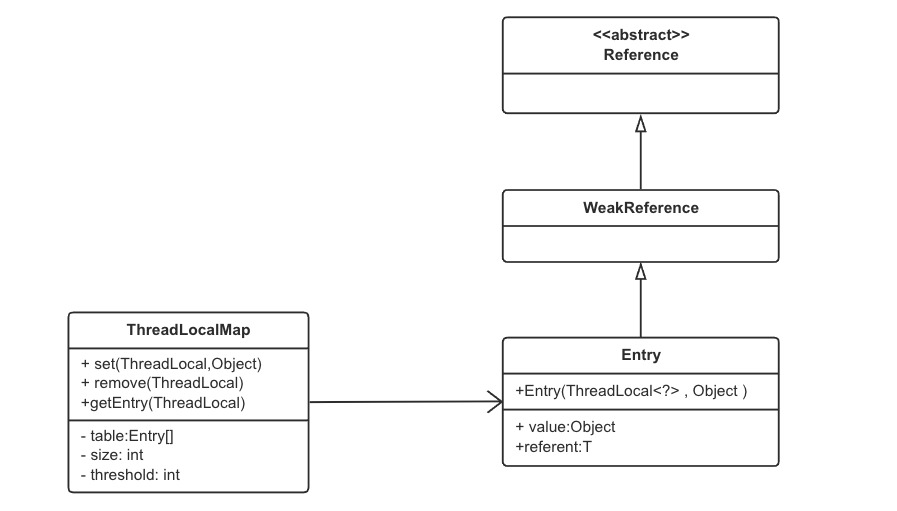 <<abstract>>
Reference
WeakReference
ThreadLocalMap
+ set(ThreadLocal,Object)
+ remove(ThreadLocal)
+getEntry(ThreadLocal)
- table:Entry[]
- size: int
- threshold: int
Entry
+Entry(ThreadLocal<?> , Object )
+ value:Object
+referent:T